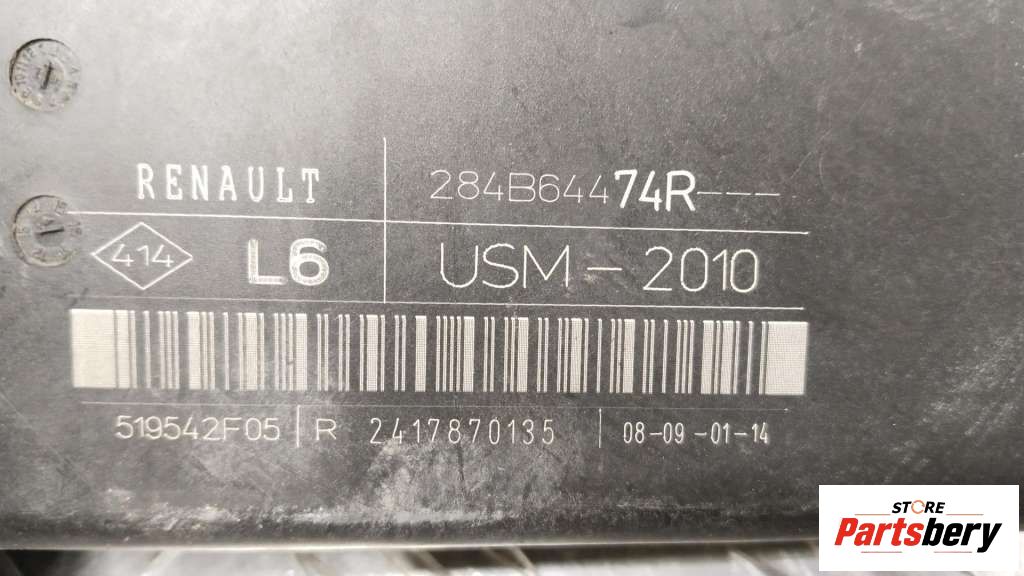 RENAULT 284B64474R---
414 L6 USM - 2010
519542F05 R 2417870135 08-09-01-14
STORE
Partsbery